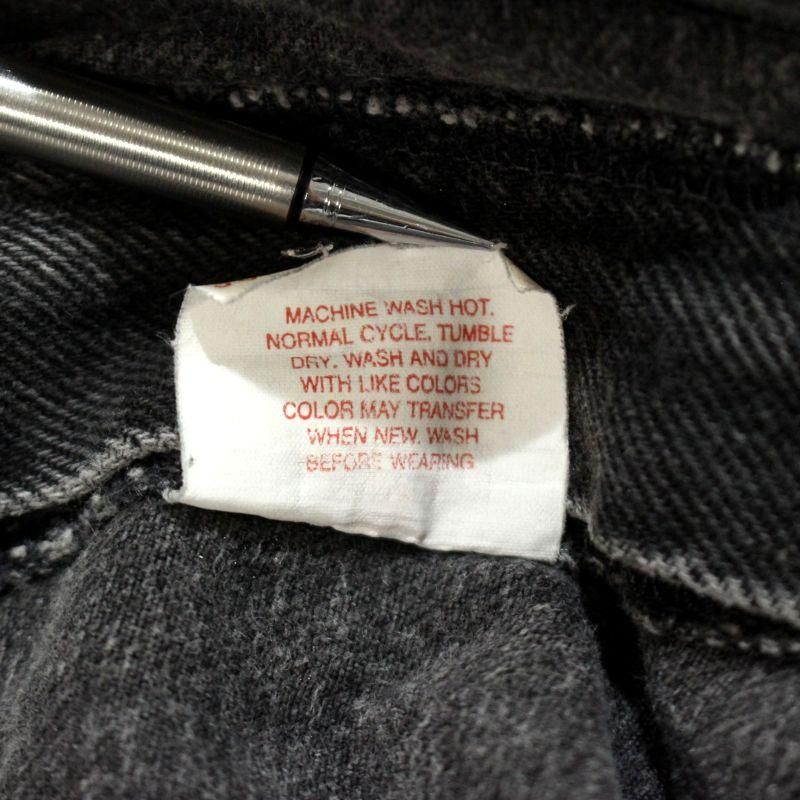 MACHINE WASH HOT.
NORMAL CYCLE. TUMBLE
DRY. WASH AND DRY
WITH LIKE COLORS
COLOR MAY TRANSFER
WHEN NEW. WASH
BEFORE WEARING